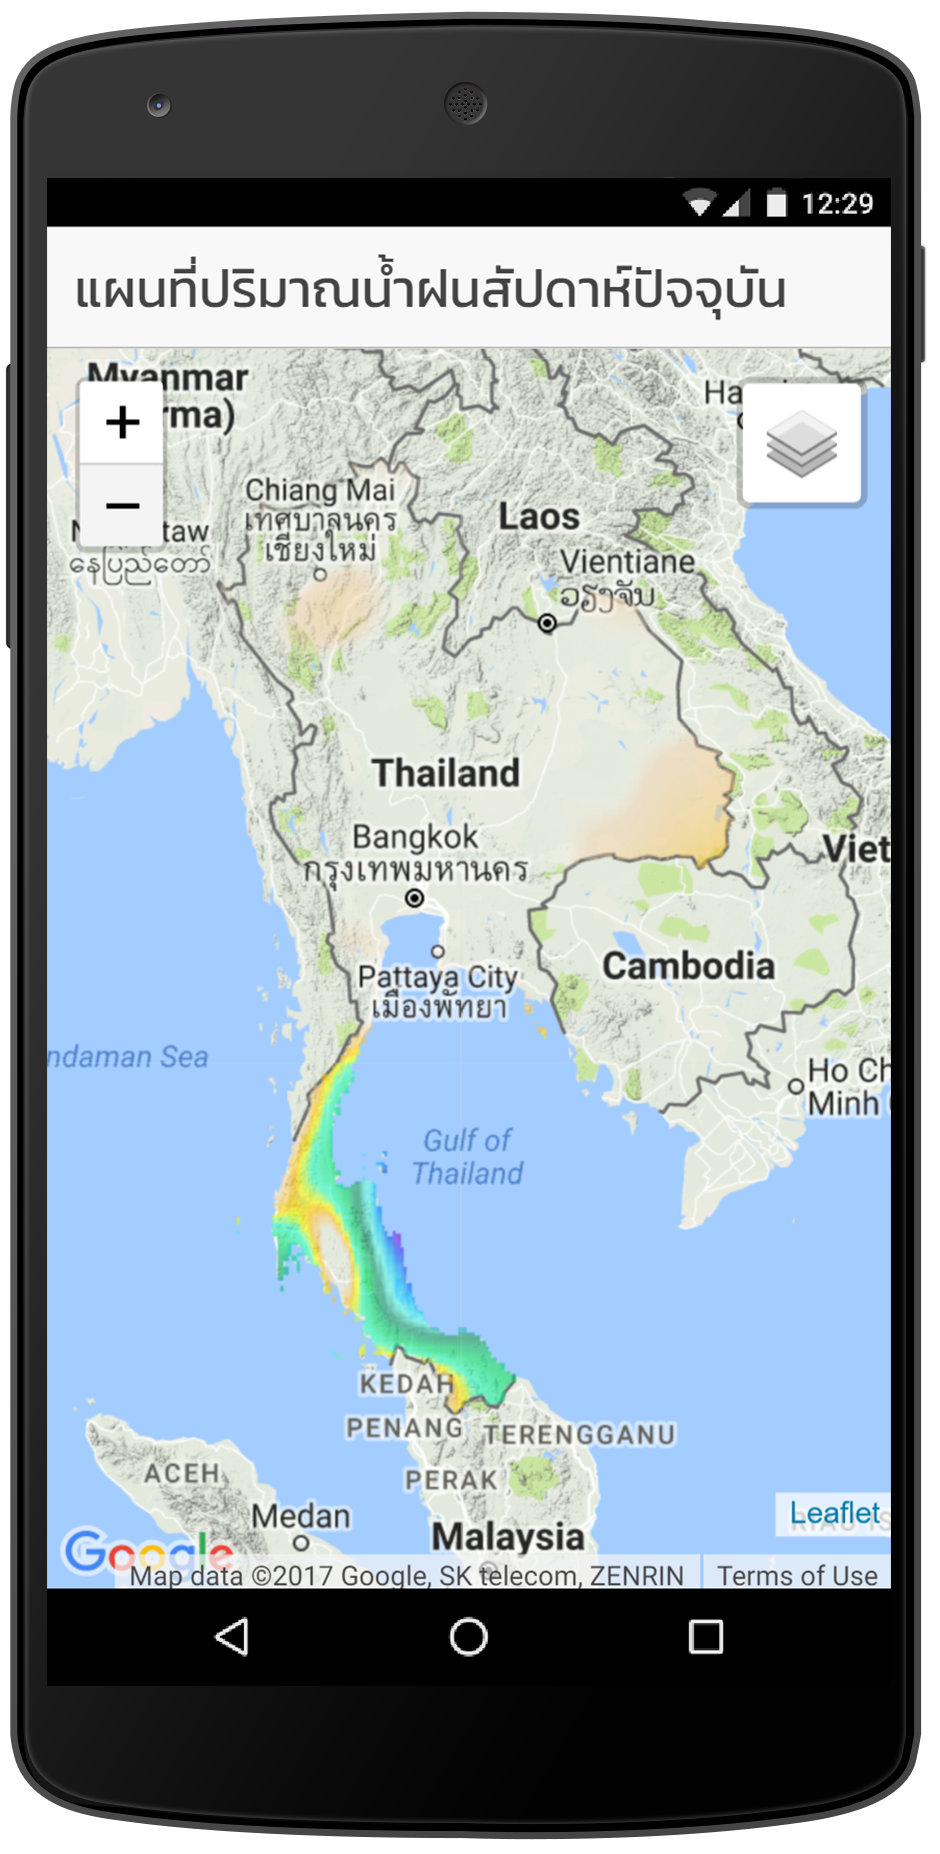 12:29
แผนที่ปริมาณน้ำฝนสัปดาห์ปัจจุบัน
Myanmar
rma)
+
−
Ha
Chiang Mai
เทศบาลนคร
เชียงใหม่
taw
နေပြည်တော်
Laos
Vientiane
ວຽງຈັນ
Thailand
Bangkok
กรุงเทพมหานคร
Viet
Cambodia
Pattaya City
เมืองพัทยา
ndaman Sea
Ho Ch
Minh
Gulf of
Thailand
KEDAH
PENANG
TERENGGANU
PERAK
ACEH
Medan
Malaysia
Leaflet
Google
Map data ©2017 Google, SK telecom, ZENRIN
Terms of Use